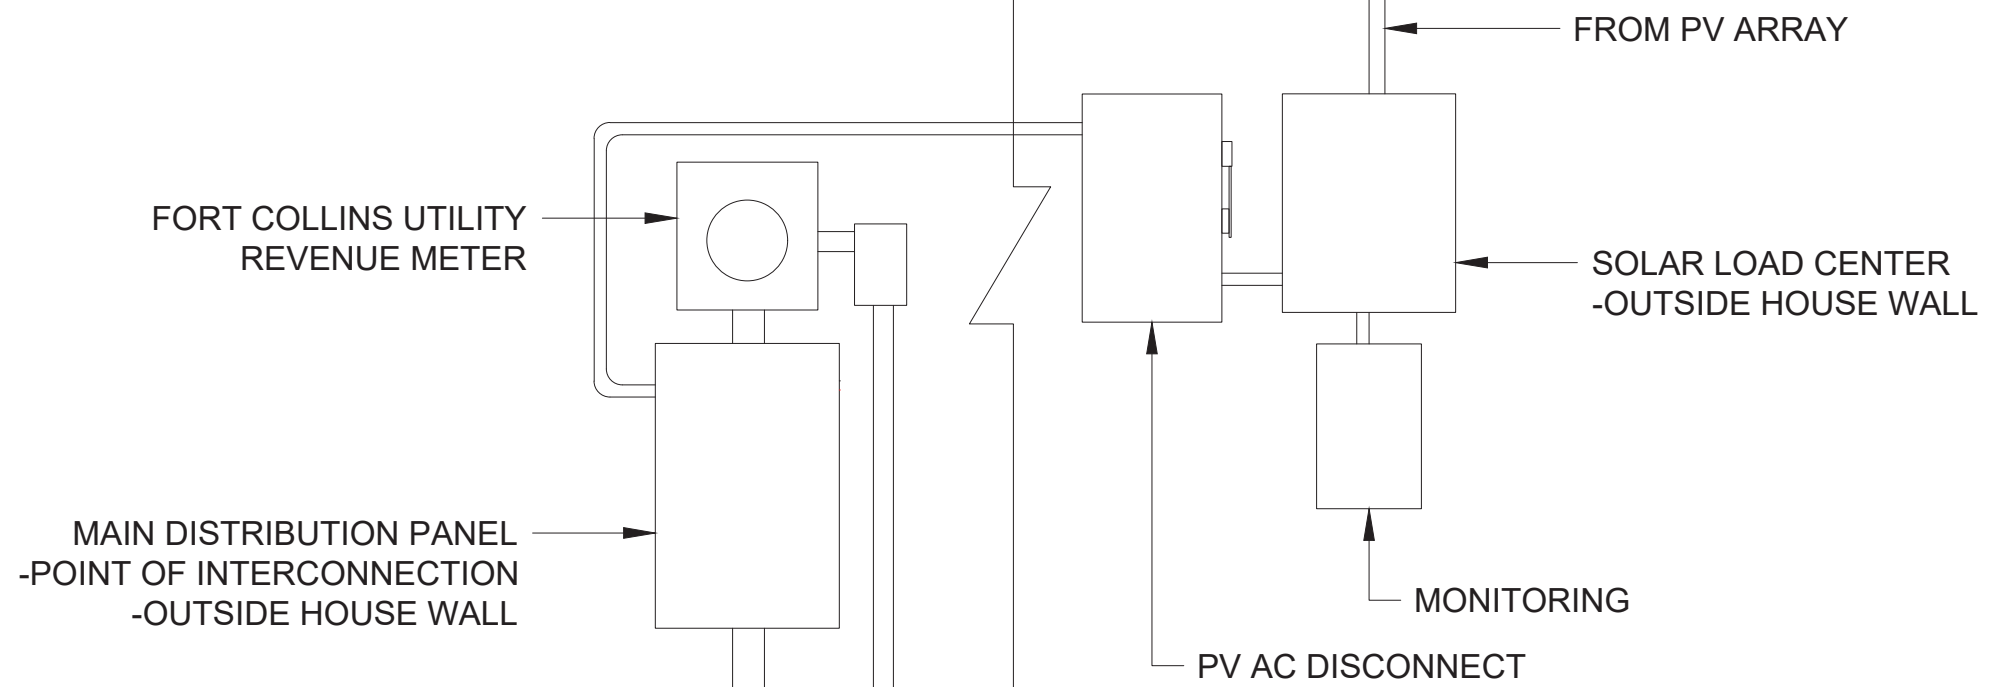 FROM PV ARRAY
FORT COLLINS UTILITY
REVENUE METER
SOLAR LOAD CENTER
-OUTSIDE HOUSE WALL
MAIN DISTRIBUTION PANEL
-POINT OF INTERCONNECTION
-OUTSIDE HOUSE WALL
MONITORING
PV AC DISCONNECT